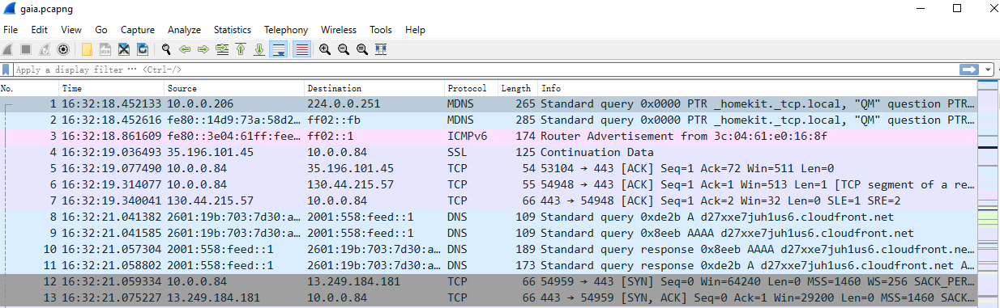 gaia.pcapng
File Edit View Go Capture Analyze Statistics Telephony Wireless Tools Help
Apply a display filter … <Ctrl-/>
No. Time Source Destination Protocol Length Info
1 16:32:18.452133 10.0.0.206 224.0.0.251 MDNS 265 Standard query 0x0000 PTR _homekit._tcp.local, "QM" question PTR…
2 16:32:18.452616 fe80::14d9:73a:58d2… ff02::fb MDNS 285 Standard query 0x0000 PTR _homekit._tcp.local, "QM" question PTR…
3 16:32:18.861609 fe80::3e04:61ff:fee… ff02::1 ICMPv6 174 Router Advertisement from 3c:04:61:e0:16:8f
4 16:32:19.036493 35.196.101.45 10.0.0.84 SSL 125 Continuation Data
5 16:32:19.077490 10.0.0.84 35.196.101.45 TCP 54 53104 → 443 [ACK] Seq=1 Ack=72 Win=511 Len=0
6 16:32:19.314077 10.0.0.84 130.44.215.57 TCP 55 54948 → 443 [ACK] Seq=1 Ack=1 Win=513 Len=1 [TCP segment of a re…
7 16:32:19.340041 130.44.215.57 10.0.0.84 TCP 66 443 → 54948 [ACK] Seq=1 Ack=2 Win=32 Len=0 SLE=1 SRE=2
8 16:32:21.041382 2601:19b:703:7d30:a… 2001:558:feed::1 DNS 109 Standard query 0xde2b A d27xxe7juh1us6.cloudfront.net
9 16:32:21.041585 2601:19b:703:7d30:a… 2001:558:feed::1 DNS 109 Standard query 0x8eeb AAAA d27xxe7juh1us6.cloudfront.net
10 16:32:21.057304 2001:558:feed::1 2601:19b:703:7d30:a… DNS 189 Standard query response 0x8eeb AAAA d27xxe7juh1us6.cloudfront.ne…
11 16:32:21.058802 2001:558:feed::1 2601:19b:703:7d30:a… DNS 173 Standard query response 0xde2b A d27xxe7juh1us6.cloudfront.net A…
12 16:32:21.059334 10.0.0.84 13.249.184.181 TCP 66 54959 → 443 [SYN] Seq=0 Win=64240 Len=0 MSS=1460 WS=256 SACK_PER…
13 16:32:21.075227 13.249.184.181 10.0.0.84 TCP 66 443 → 54959 [SYN, ACK] Seq=0 Ack=1 Win=29200 Len=0 MSS=1460 SACK…